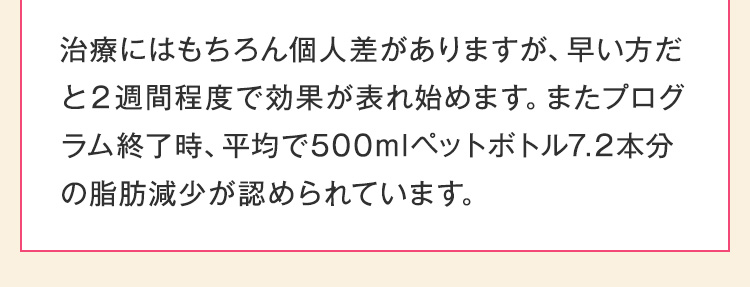 治療にはもちろん個人差がありますが、早い方だ
と2週間程度で効果が表れ始めます。またプログ
ラム終了時、平均で500mlペットボトル7.2本分
の脂肪減少が認められています。